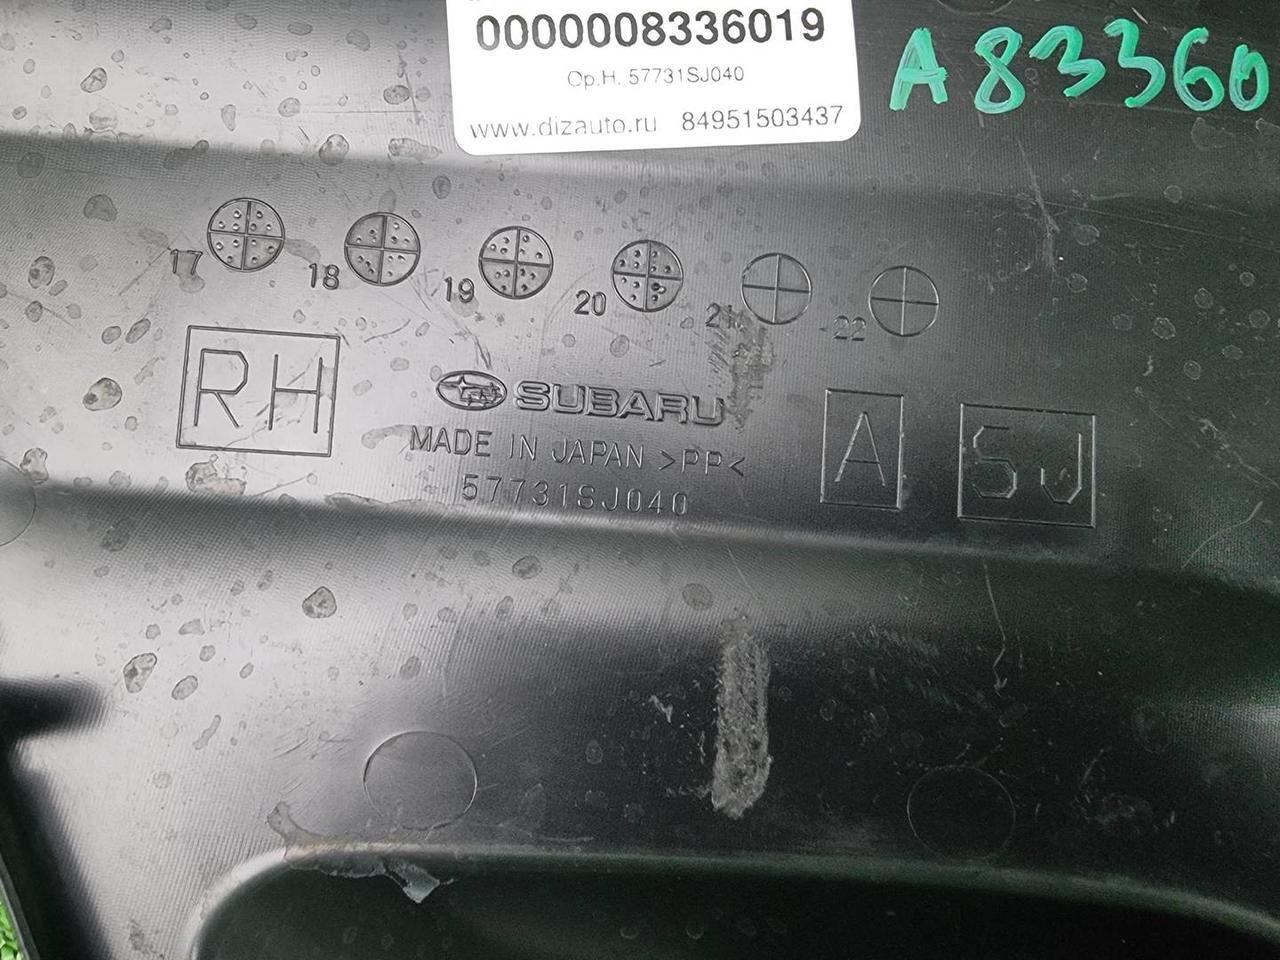 0000008336019
Ор.Н. 57731SJ040
www.dizauto.ru 84951503437
A83360
17 18 19 20 21 22
RH
SUBARU
MADE IN JAPAN >PP<
57731SJ040
A
SJ